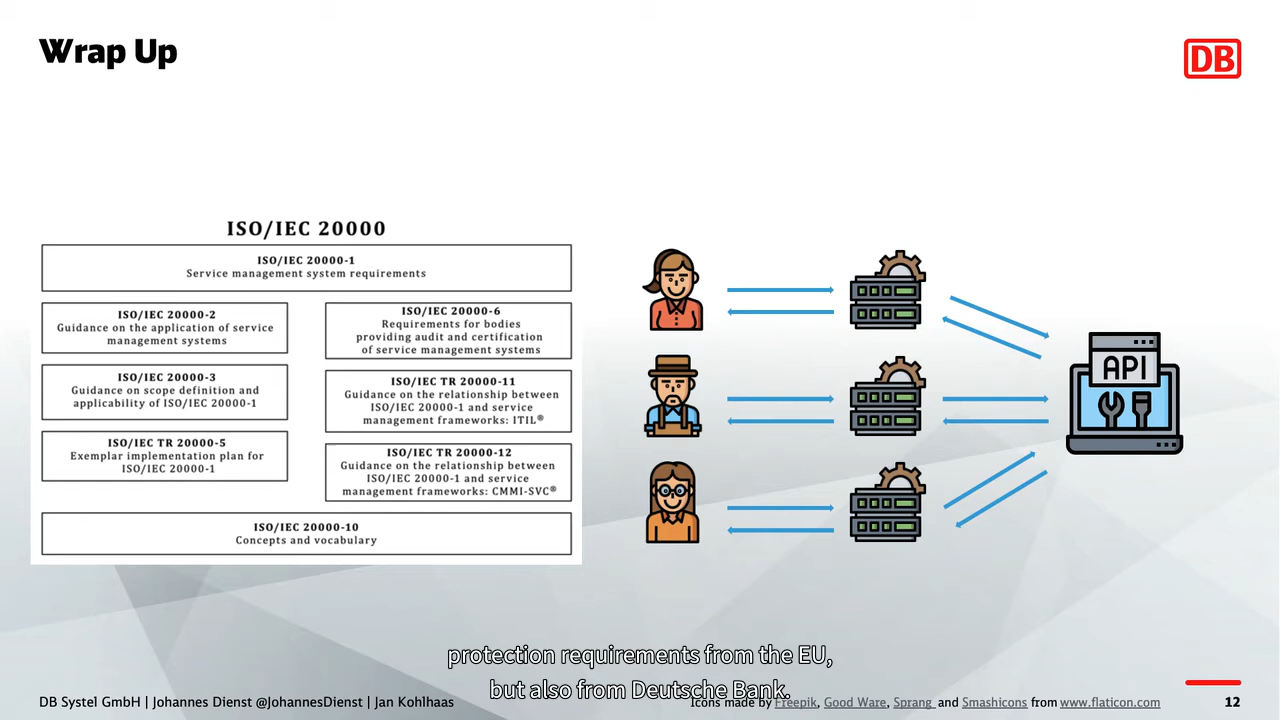 Wrap Up
DB
ISO/IEC 20000
ISO/IEC 20000-1
Service management system requirements
ISO/IEC 20000-2
Guidance on the application of service
management systems
ISO/IEC 20000-3
Guidance on scope definition and
applicability of ISO/IEC 20000-1
ISO/IEC TR 20000-5
Exemplar implementation plan for
ISO/IEC 20000-1
ISO/IEC 20000-6
Requirements for bodies
providing audit and certification
of service management systems
ISO/IEC TR 20000-11
Guidance on the relationship between
ISO/IEC 20000-1 and service
management frameworks: ITIL®
ISO/IEC TR 20000-12
Guidance on the relationship between
ISO/IEC 20000-1 and service
management frameworks: CMMI-SVC®
ISO/IEC 20000-10
Concepts and vocabulary
API
protection requirements from the EU,
but also from Deutsche Bank.
DB Systel GmbH | Johannes Dienst @JohannesDienst | Jan Kohlhaas
Icons made by Freepik, Good Ware, Sprang and Smashicons from www.flaticon.com
12